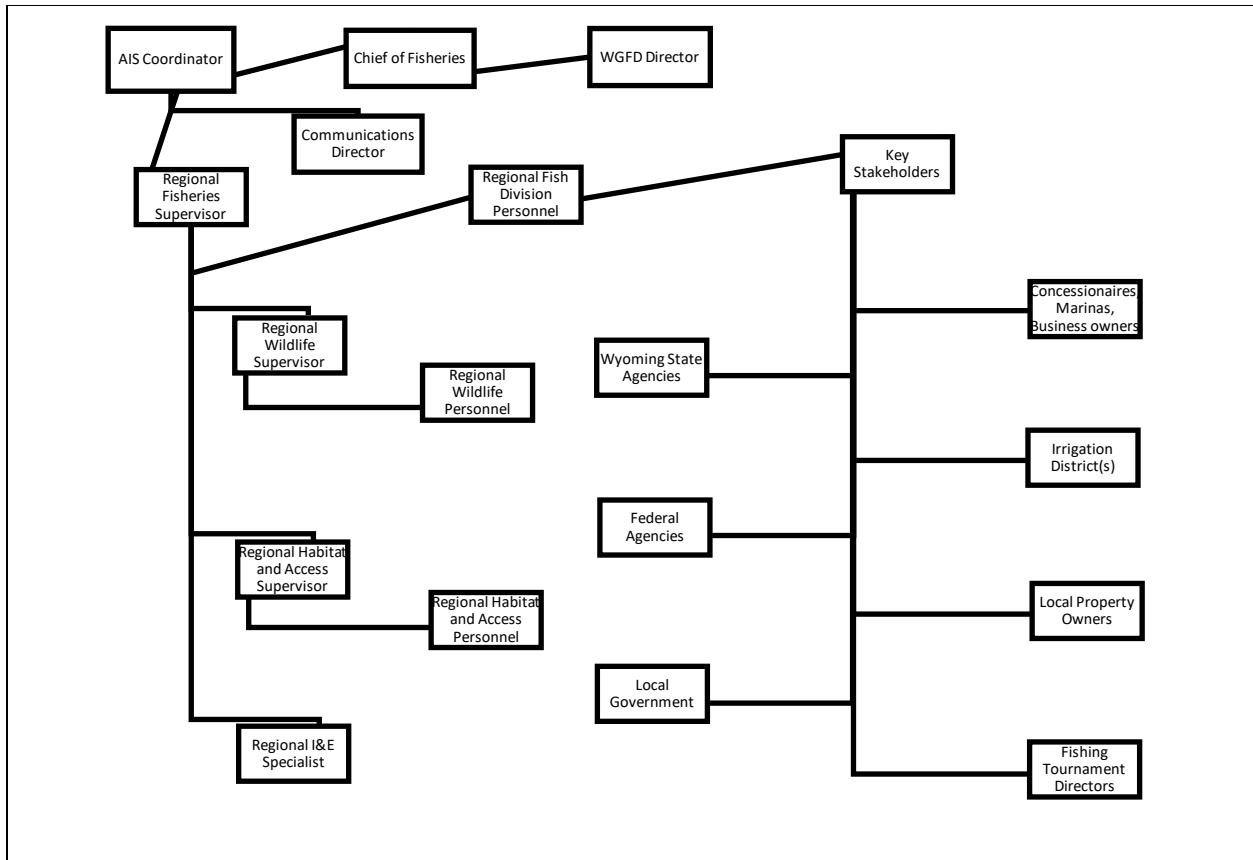 AIS Coordinator
Chief of Fisheries
WGFD Director
Communications
Director
Regional
Fisheries
Supervisor
Regional Fish
Division
Personnel
Key
Stakeholders
Concessionaires,
Marinas,
Business owners
Regional
Wildlife
Supervisor
Regional
Wildlife
Personnel
Wyoming State
Agencies
Irrigation
District(s)
Federal
Agencies
Regional Habitat
and Access
Supervisor
Regional Habitat
and Access
Personnel
Local Property
Owners
Local
Government
Regional I&E
Specialist
Fishing
Tournament
Directors